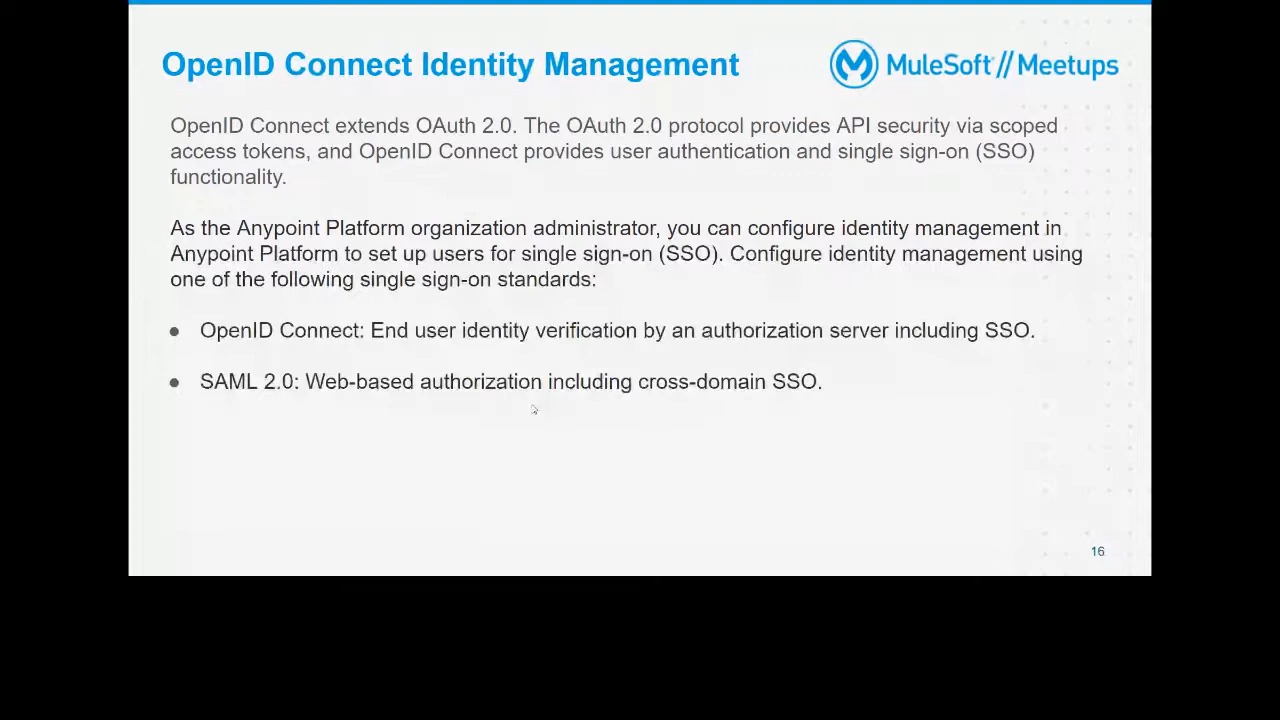 OpenID Connect Identity Management
MuleSoft // Meetups
OpenID Connect extends OAuth 2.0. The OAuth 2.0 protocol provides API security via scoped
access tokens, and OpenID Connect provides user authentication and single sign-on (SSO)
functionality.
As the Anypoint Platform organization administrator, you can configure identity management in
Anypoint Platform to set up users for single sign-on (SSO). Configure identity management using
one of the following single sign-on standards:
● OpenID Connect: End user identity verification by an authorization server including SSO.
● SAML 2.0: Web-based authorization including cross-domain SSO.
16